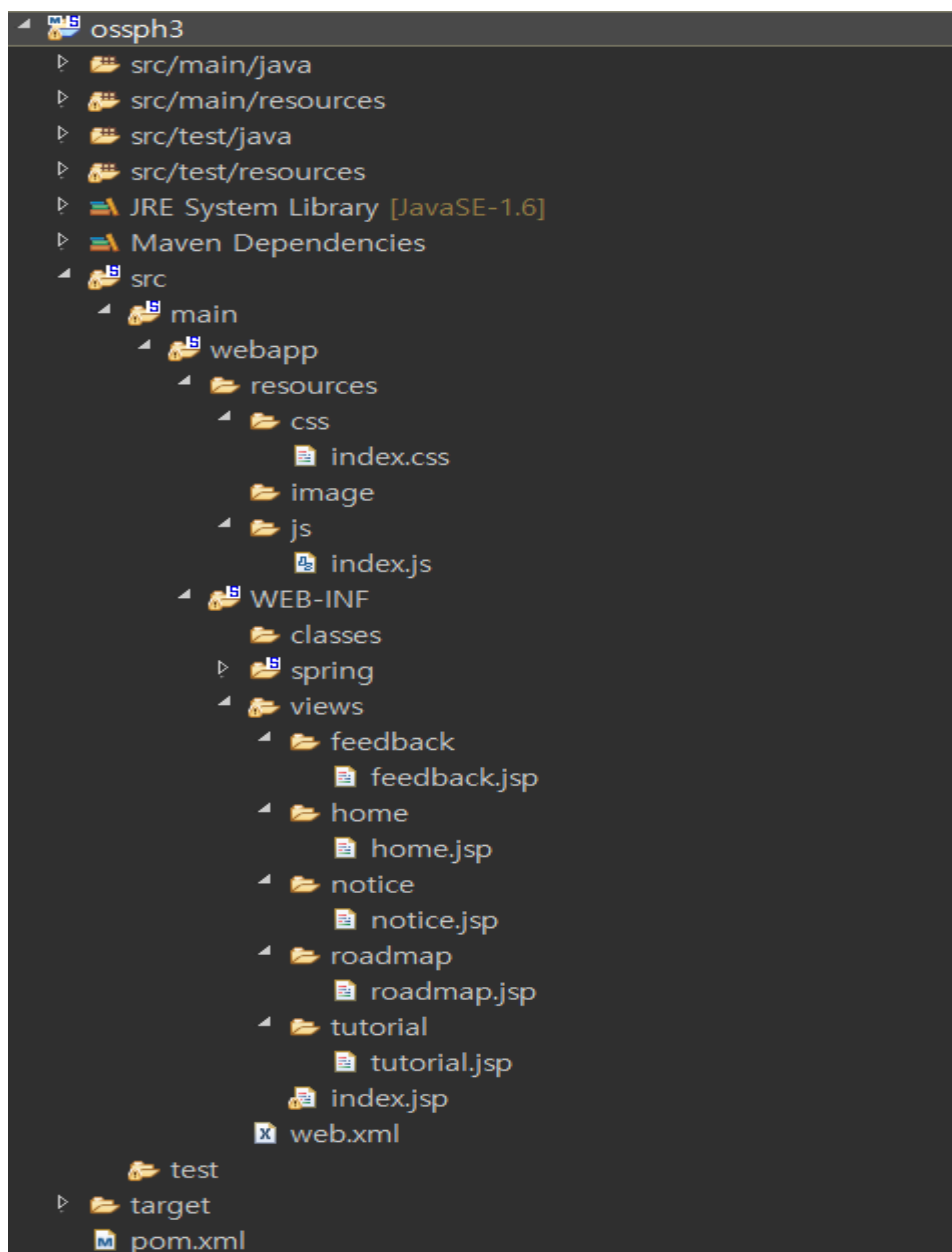 ossph3
src/main/java
src/main/resources
src/test/java
src/test/resources
JRE System Library [JavaSE-1.6]
Maven Dependencies
src
main
webapp
resources
css
index.css
image
js
index.js
WEB-INF
classes
spring
views
feedback
feedback.jsp
home
home.jsp
notice
notice.jsp
roadmap
roadmap.jsp
tutorial
tutorial.jsp
index.jsp
web.xml
test
target
pom.xml